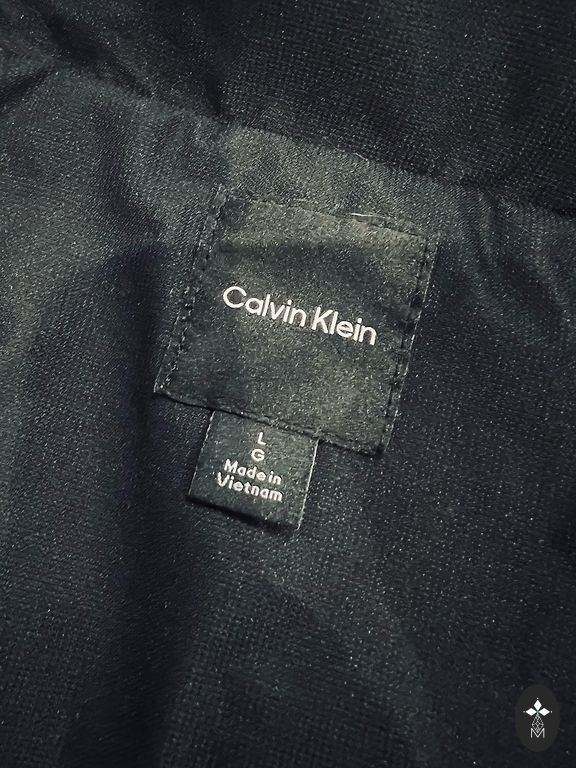 Calvin Klein
L
G
Made in
Vietnam
M